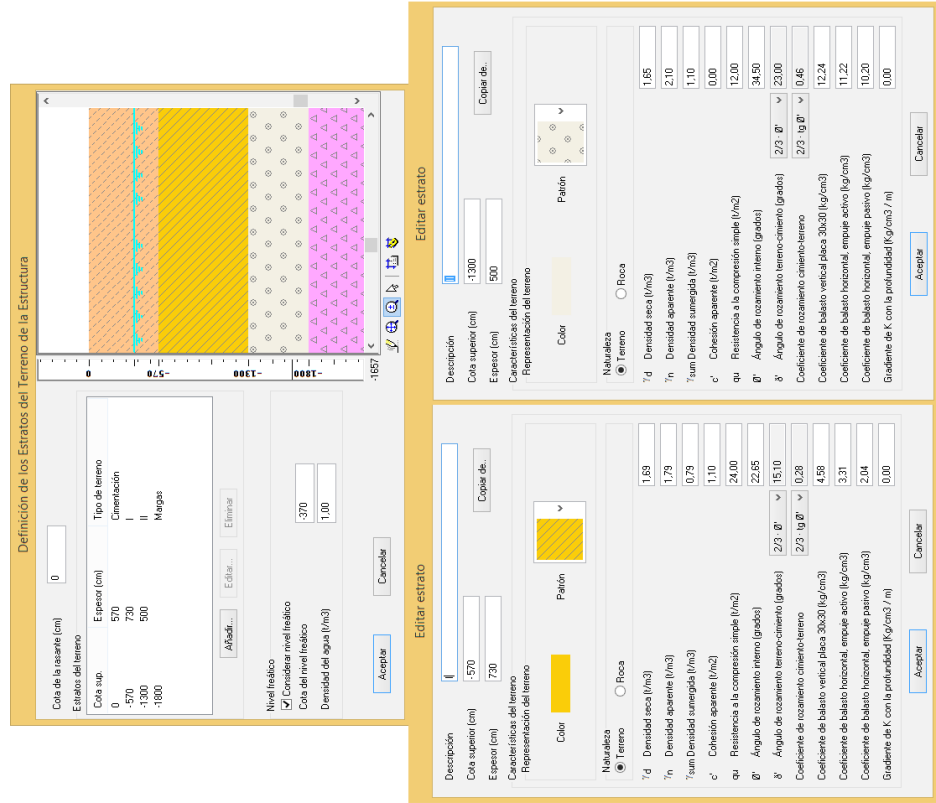 Definición de los Estratos del Terreno de la Estructura
Cota de la rasante (cm) 0
Estratos del terreno
Cota sup. Espesor (cm) Tipo de terreno
0 570 Cimentación
-570 730 I
-1300 500 II
-1800 Margas
Añadir... Editar... Eliminar
Nivel freático
Considerar nivel freático
Cota del nivel freático -370
Densidad del agua (t/m3) 1,00
Aceptar Cancelar
0
-570
-1300
-1800
-1657
Editar estrato
Descripción I
Cota superior (cm) -570
Espesor (cm) 730
Copiar de..
Características del terreno
Representación del terreno
Color Patrón
Naturaleza
Terreno Roca
γd Densidad seca (t/m3) 1,69
γn Densidad aparente (t/m3) 1,79
γsum Densidad sumergida (t/m3) 0,79
c' Cohesión aparente (t/m2) 1,10
qu Resistencia a la compresión simple (t/m2) 24,00
Ø' Ángulo de rozamiento interno (grados) 22,65
δ' Ángulo de rozamiento terreno-cimiento (grados) 2/3 · Ø' 15,10
Coeficiente de rozamiento cimiento-terreno 2/3 · tg Ø' 0,28
Coeficiente de balasto vertical placa 30x30 (kg/cm3) 4,58
Coeficiente de balasto horizontal, empuje activo (kg/cm3) 3,31
Coeficiente de balasto horizontal, empuje pasivo (kg/cm3) 2,04
Gradiente de K con la profundidad (Kg/cm3 / m) 0,00
Aceptar Cancelar
Editar estrato
Descripción II
Cota superior (cm) -1300
Espesor (cm) 500
Copiar de..
Características del terreno
Representación del terreno
Color Patrón
Naturaleza
Terreno Roca
γd Densidad seca (t/m3) 1,65
γn Densidad aparente (t/m3) 2,10
γsum Densidad sumergida (t/m3) 1,10
c' Cohesión aparente (t/m2) 0,00
qu Resistencia a la compresión simple (t/m2) 12,00
Ø' Ángulo de rozamiento interno (grados) 34,50
δ' Ángulo de rozamiento terreno-cimiento (grados) 2/3 · Ø' 23,00
Coeficiente de rozamiento cimiento-terreno 2/3 · tg Ø' 0,46
Coeficiente de balasto vertical placa 30x30 (kg/cm3) 12,24
Coeficiente de balasto horizontal, empuje activo (kg/cm3) 11,22
Coeficiente de balasto horizontal, empuje pasivo (kg/cm3) 10,20
Gradiente de K con la profundidad (Kg/cm3 / m) 0,00
Aceptar Cancelar